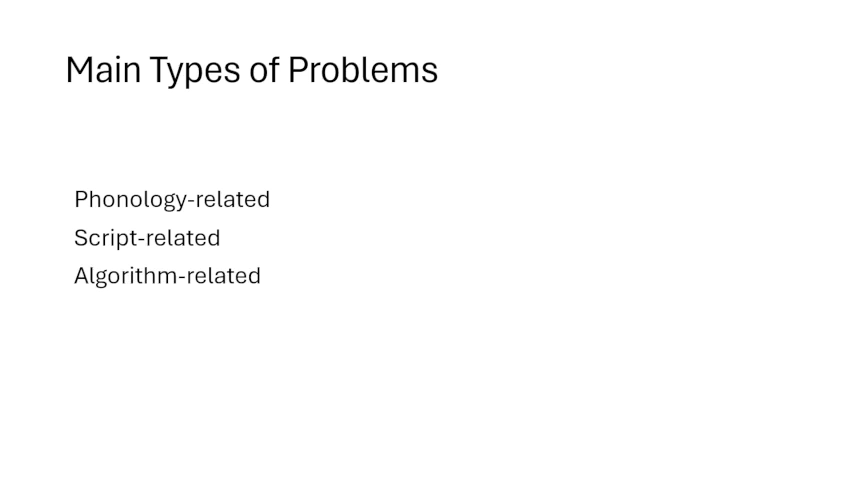 Main Types of Problems
Phonology-related
Script-related
Algorithm-related